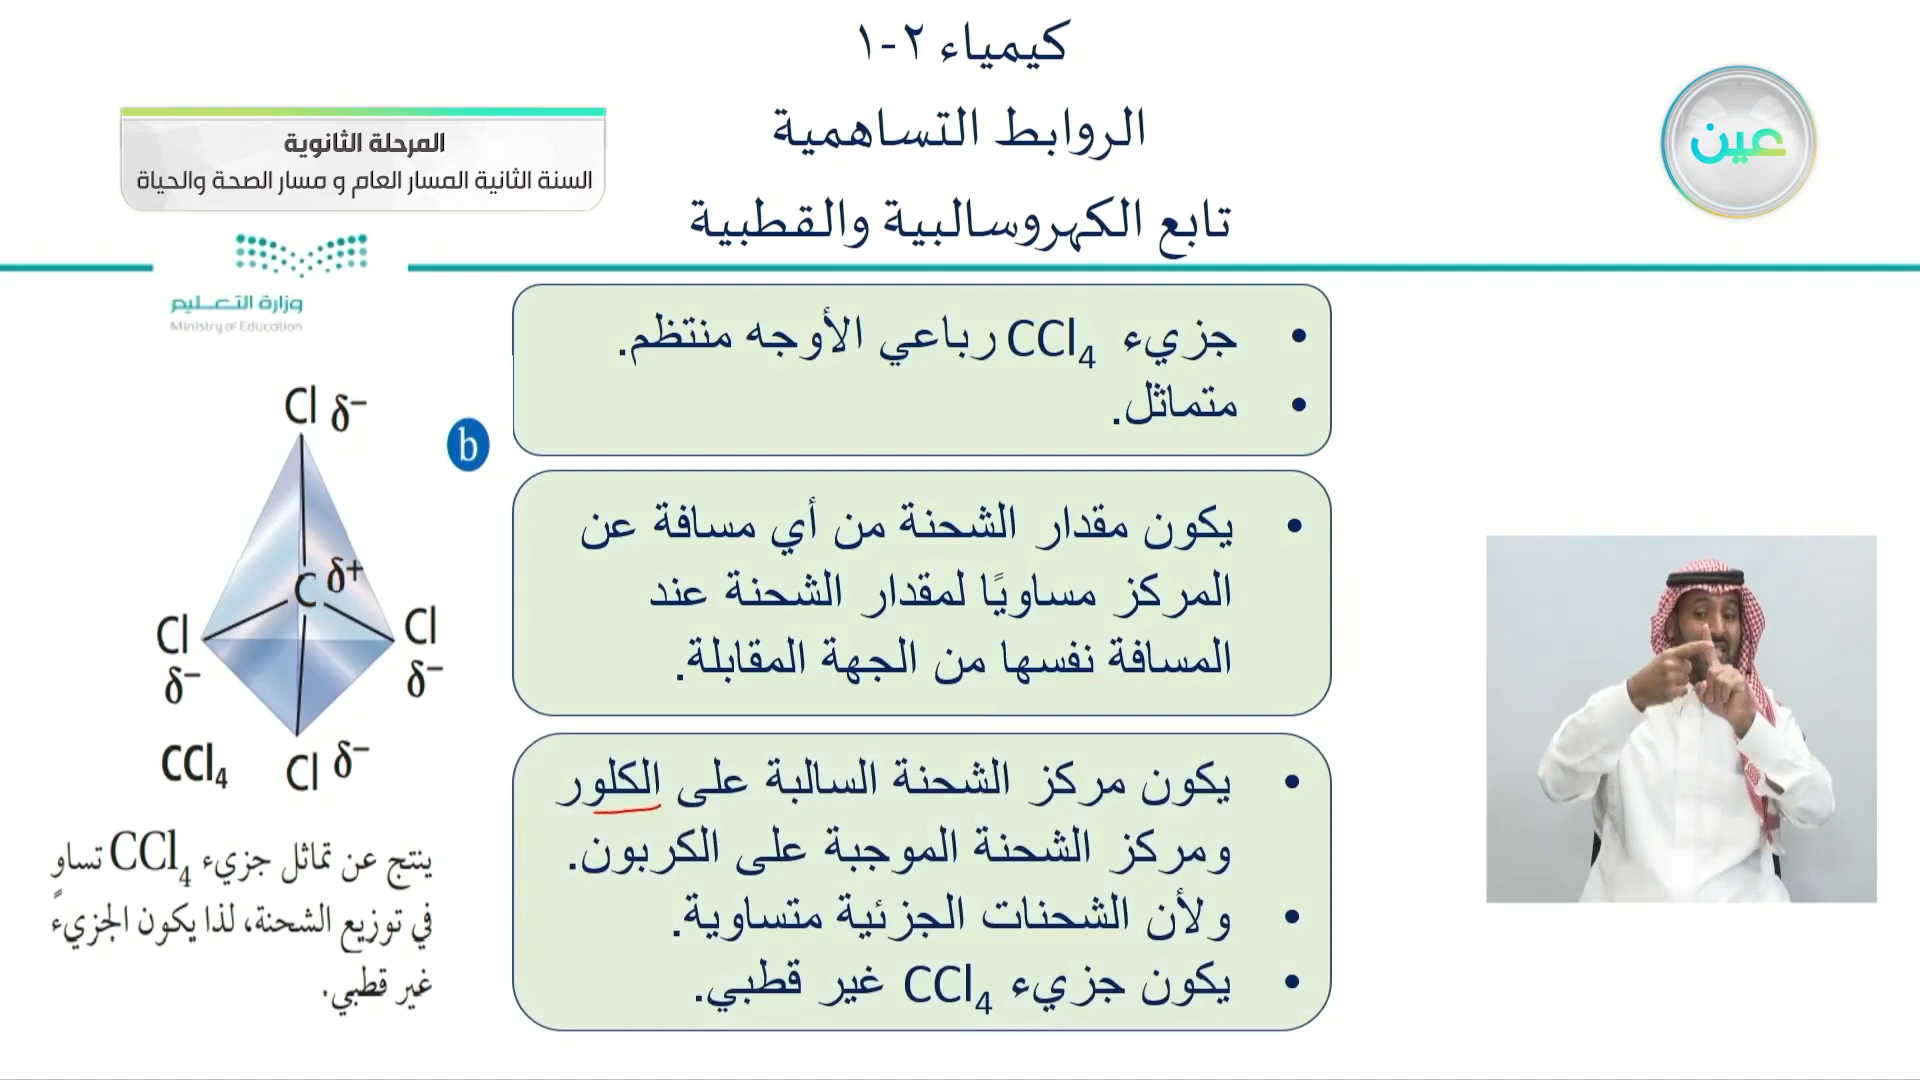 كيمياء ٢-١
الروابط التساهمية
تابع الكهروسالبية والقطبية
المرحلة الثانوية
السنة الثانية المسار العام و مسار الصحة والحياة
عين
وزارة التعليم
Ministry of Education
• جزيء CCl4 رباعي الأوجه منتظم.
• متماثل.
• يكون مقدار الشحنة من أي مسافة عن
المركز مساويًا لمقدار الشحنة عند
المسافة نفسها من الجهة المقابلة.
• يكون مركز الشحنة السالبة على الكلور
ومركز الشحنة الموجبة على الكربون.
• ولأن الشحنات الجزئية متساوية.
• يكون جزيء CCl4 غير قطبي.
b
Cl δ−
C δ+
Cl δ−
Cl δ−
Cl δ−
CCl4
ينتج عن تماثل جزيء CCl4 تساوٍ
في توزيع الشحنة، لذا يكون الجزيء
غير قطبي.